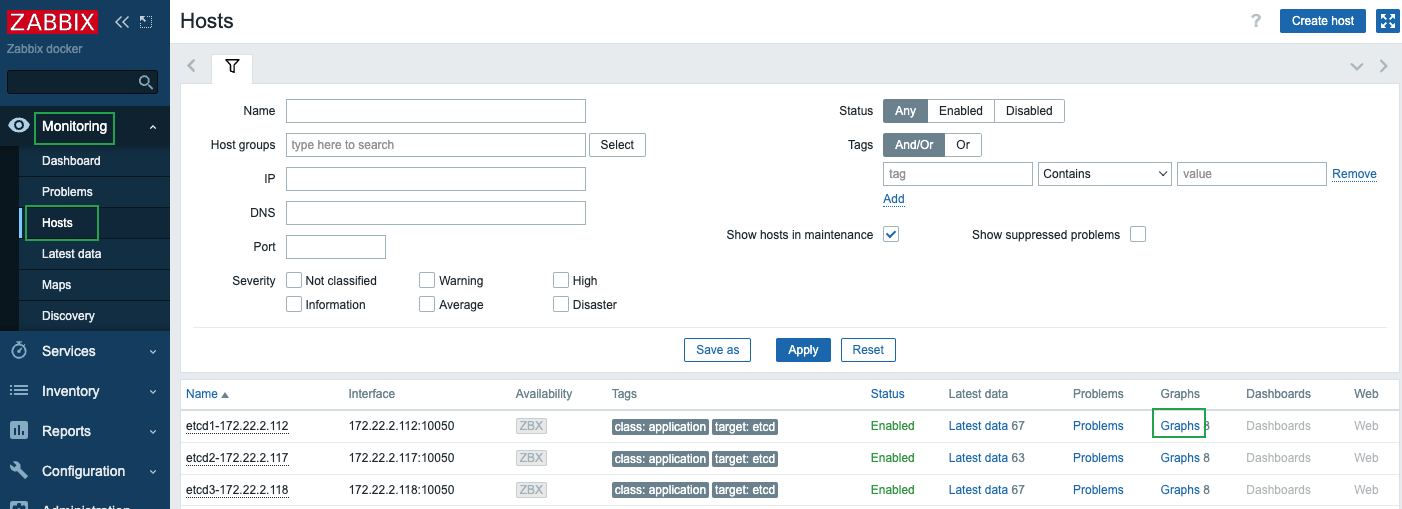 ZABBIX
Zabbix docker
Monitoring
Dashboard
Problems
Hosts
Latest data
Maps
Discovery
Services
Inventory
Reports
Configuration
Administration
Hosts
? Create host
Name
Host groups type here to search Select
IP
DNS
Port
Severity Not classified Warning High
Information Average Disaster
Status Any Enabled Disabled
Tags And/Or Or
tag Contains value Remove
Add
Show hosts in maintenance Show suppressed problems
Save as Apply Reset
Name Interface Availability Tags Status Latest data Problems Graphs Dashboards Web
etcd1-172.22.2.112 172.22.2.112:10050 ZBX class: application target: etcd Enabled Latest data 67 Problems Graphs 8 Dashboards Web
etcd2-172.22.2.117 172.22.2.117:10050 ZBX class: application target: etcd Enabled Latest data 63 Problems Graphs 8 Dashboards Web
etcd3-172.22.2.118 172.22.2.118:10050 ZBX class: application target: etcd Enabled Latest data 67 Problems Graphs 8 Dashboards Web